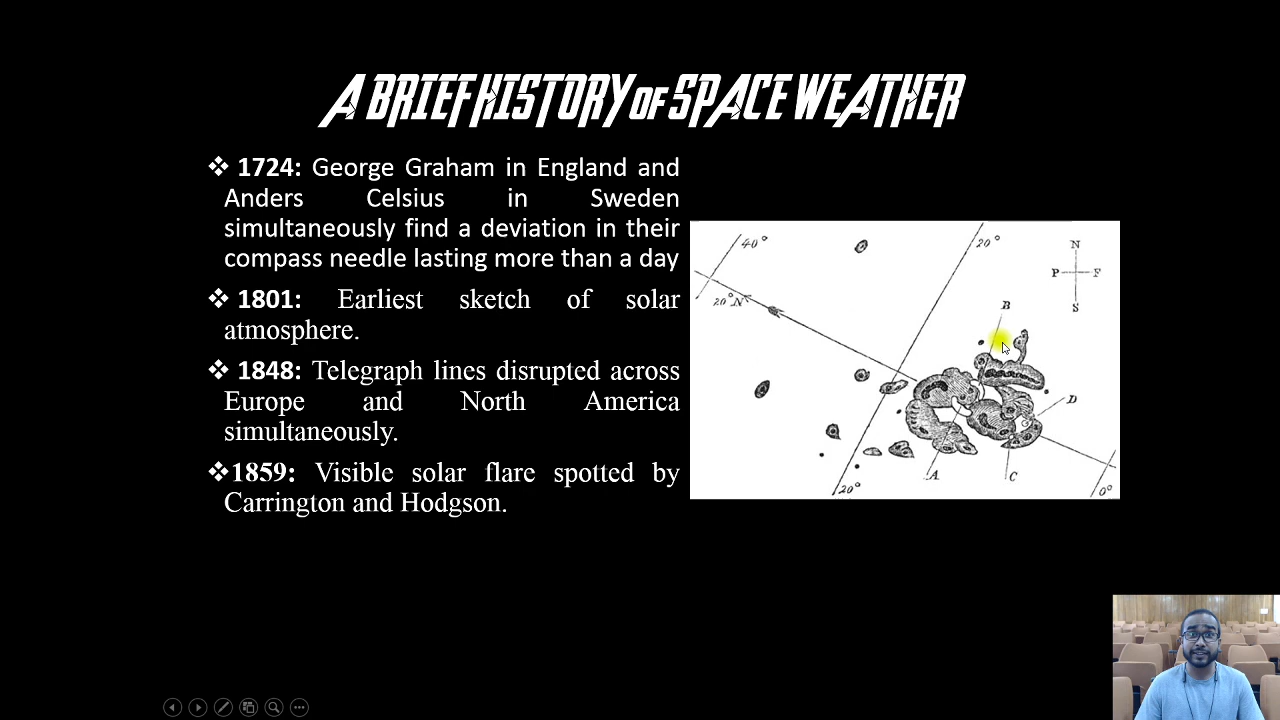 A BRIEF HISTORY OF SPACE WEATHER
❖ 1724: George Graham in England and
Anders Celsius in Sweden
simultaneously find a deviation in their
compass needle lasting more than a day
❖ 1801: Earliest sketch of solar
atmosphere.
❖ 1848: Telegraph lines disrupted across
Europe and North America
simultaneously.
❖1859: Visible solar flare spotted by
Carrington and Hodgson.
40°
20°
N
P F
S
20° N
B
D
A
C
20°
0°